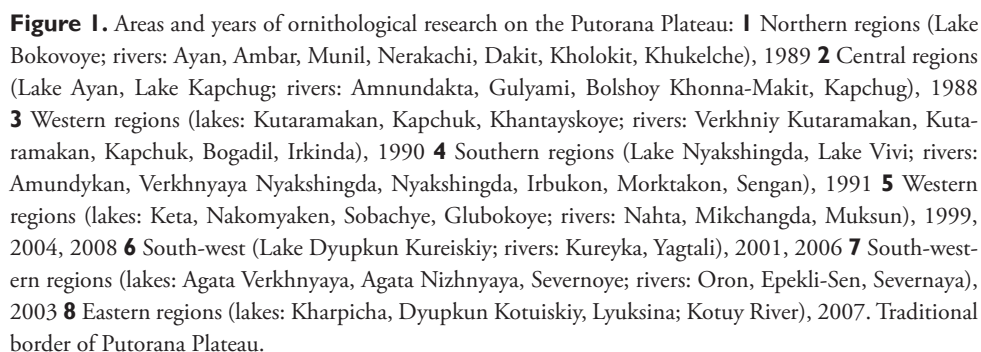 Figure 1. Areas and years of ornithological research on the Putorana Plateau: 1 Northern regions (Lake
Bokovoye; rivers: Ayan, Ambar, Munil, Nerakachi, Dakit, Kholokit, Khukelche), 1989 2 Central regions
(Lake Ayan, Lake Kapchug; rivers: Amnundakta, Gulyami, Bolshoy Khonna-Makit, Kapchug), 1988
3 Western regions (lakes: Kutaramakan, Kapchuk, Khantayskoye; rivers: Verkhniy Kutaramakan, Kuta-
ramakan, Kapchuk, Bogadil, Irkinda), 1990 4 Southern regions (Lake Nyakshingda, Lake Vivi; rivers:
Amundykan, Verkhnyaya Nyakshingda, Nyakshingda, Irbukon, Morktakon, Sengan), 1991 5 Western
regions (lakes: Keta, Nakomyaken, Sobachye, Glubokoye; rivers: Nahta, Mikchangda, Muksun), 1999,
2004, 2008 6 South-west (Lake Dyupkun Kureiskiy; rivers: Kureyka, Yagtali), 2001, 2006 7 South-west-
ern regions (lakes: Agata Verkhnyaya, Agata Nizhnyaya, Severnoye; rivers: Oron, Epekli-Sen, Severnaya),
2003 8 Eastern regions (lakes: Kharpicha, Dyupkun Kotuiskiy, Lyuksina; Kotuy River), 2007. Traditional
border of Putorana Plateau.